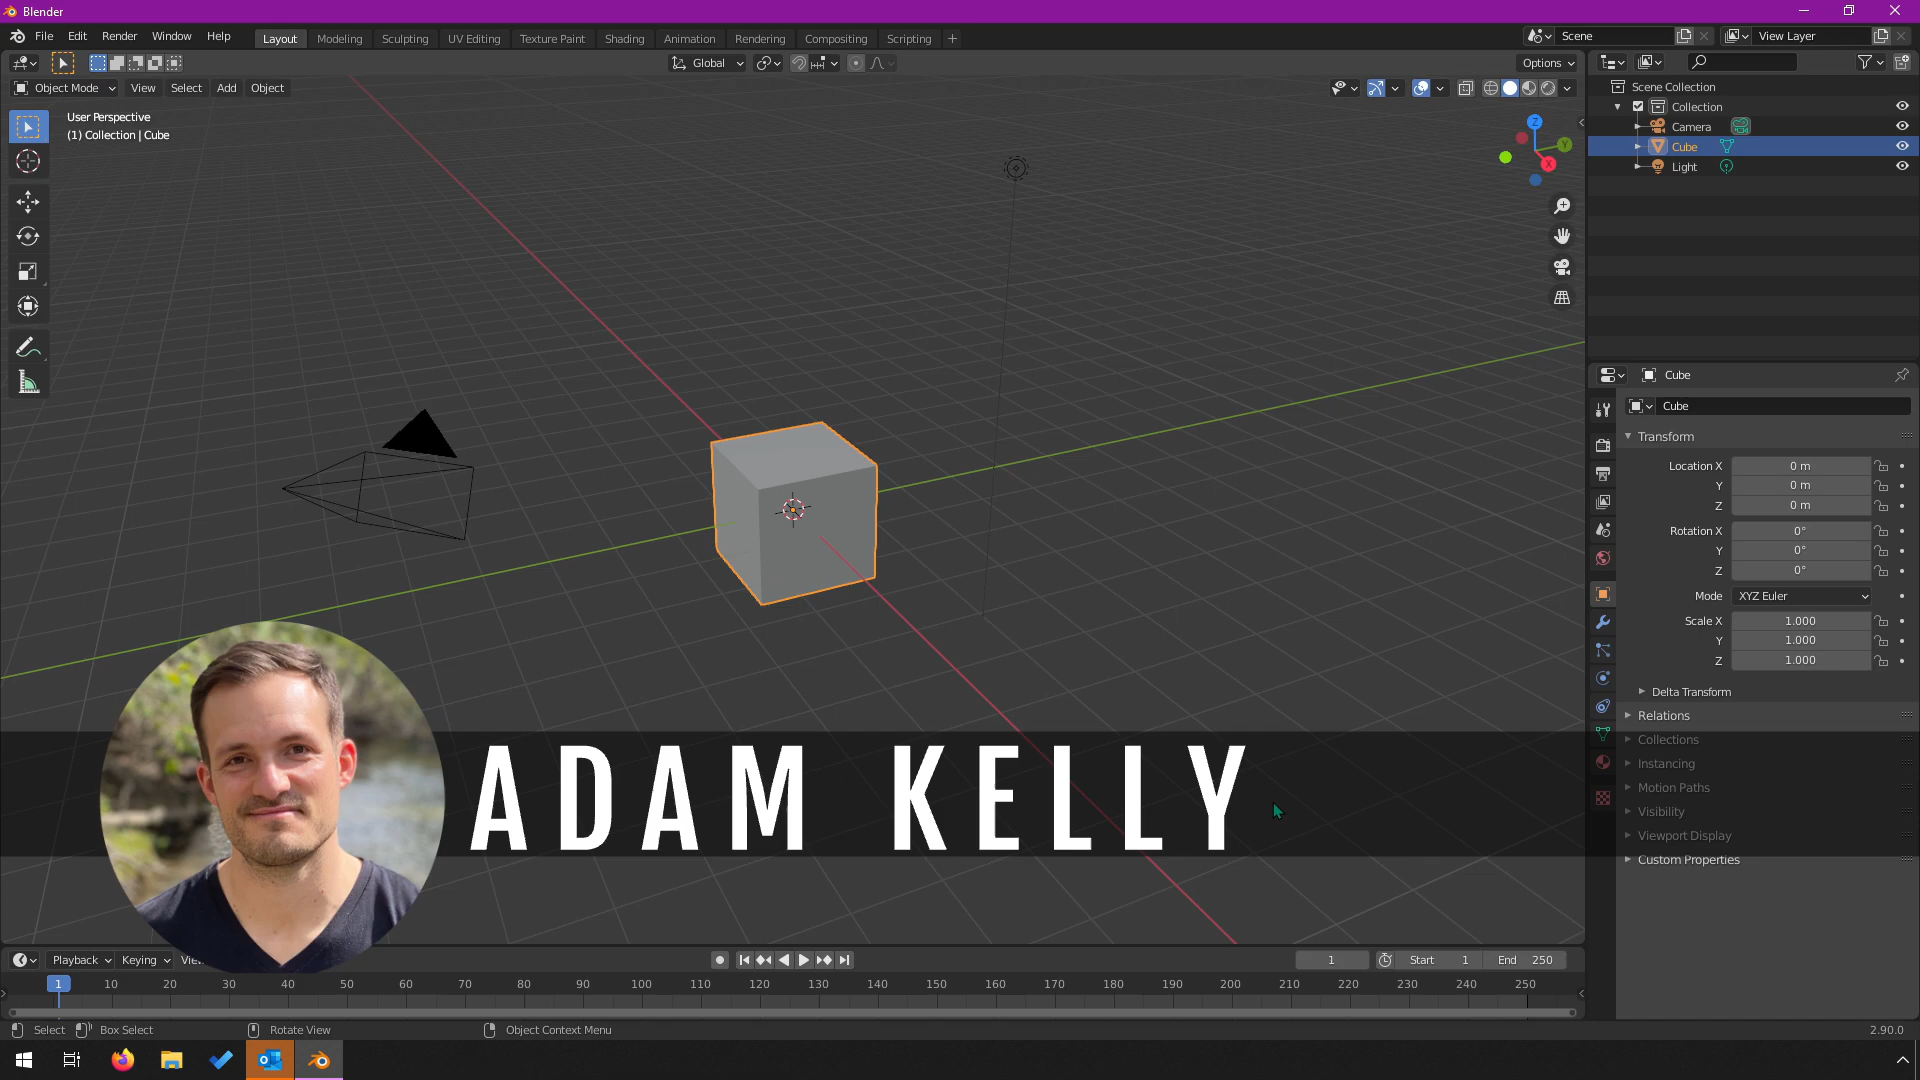 Blender
File Edit Render Window Help
Layout Modeling Sculpting UV Editing Texture Paint Shading Animation Rendering Compositing Scripting +
Scene View Layer
Global Options
Object Mode View Select Add Object
User Perspective
(1) Collection | Cube
Z
Y
X
Scene Collection
Collection
Camera
Cube
Light
Cube
Cube
Transform
Location X 0 m
Y 0 m
Z 0 m
Rotation X 0°
Y 0°
Z 0°
Mode XYZ Euler
Scale X 1.000
Y 1.000
Z 1.000
Delta Transform
Relations
Collections
Instancing
Motion Paths
Visibility
Viewport Display
Custom Properties
ADAM KELLY
Playback Keying 1 Start 1 End 250
1 10 20 30 40 50 60 70 80 90 100 110 120 130 140 150 160 170 180 190 200 210 220 230 240 250
Select Box Select Rotate View Object Context Menu 2.90.0